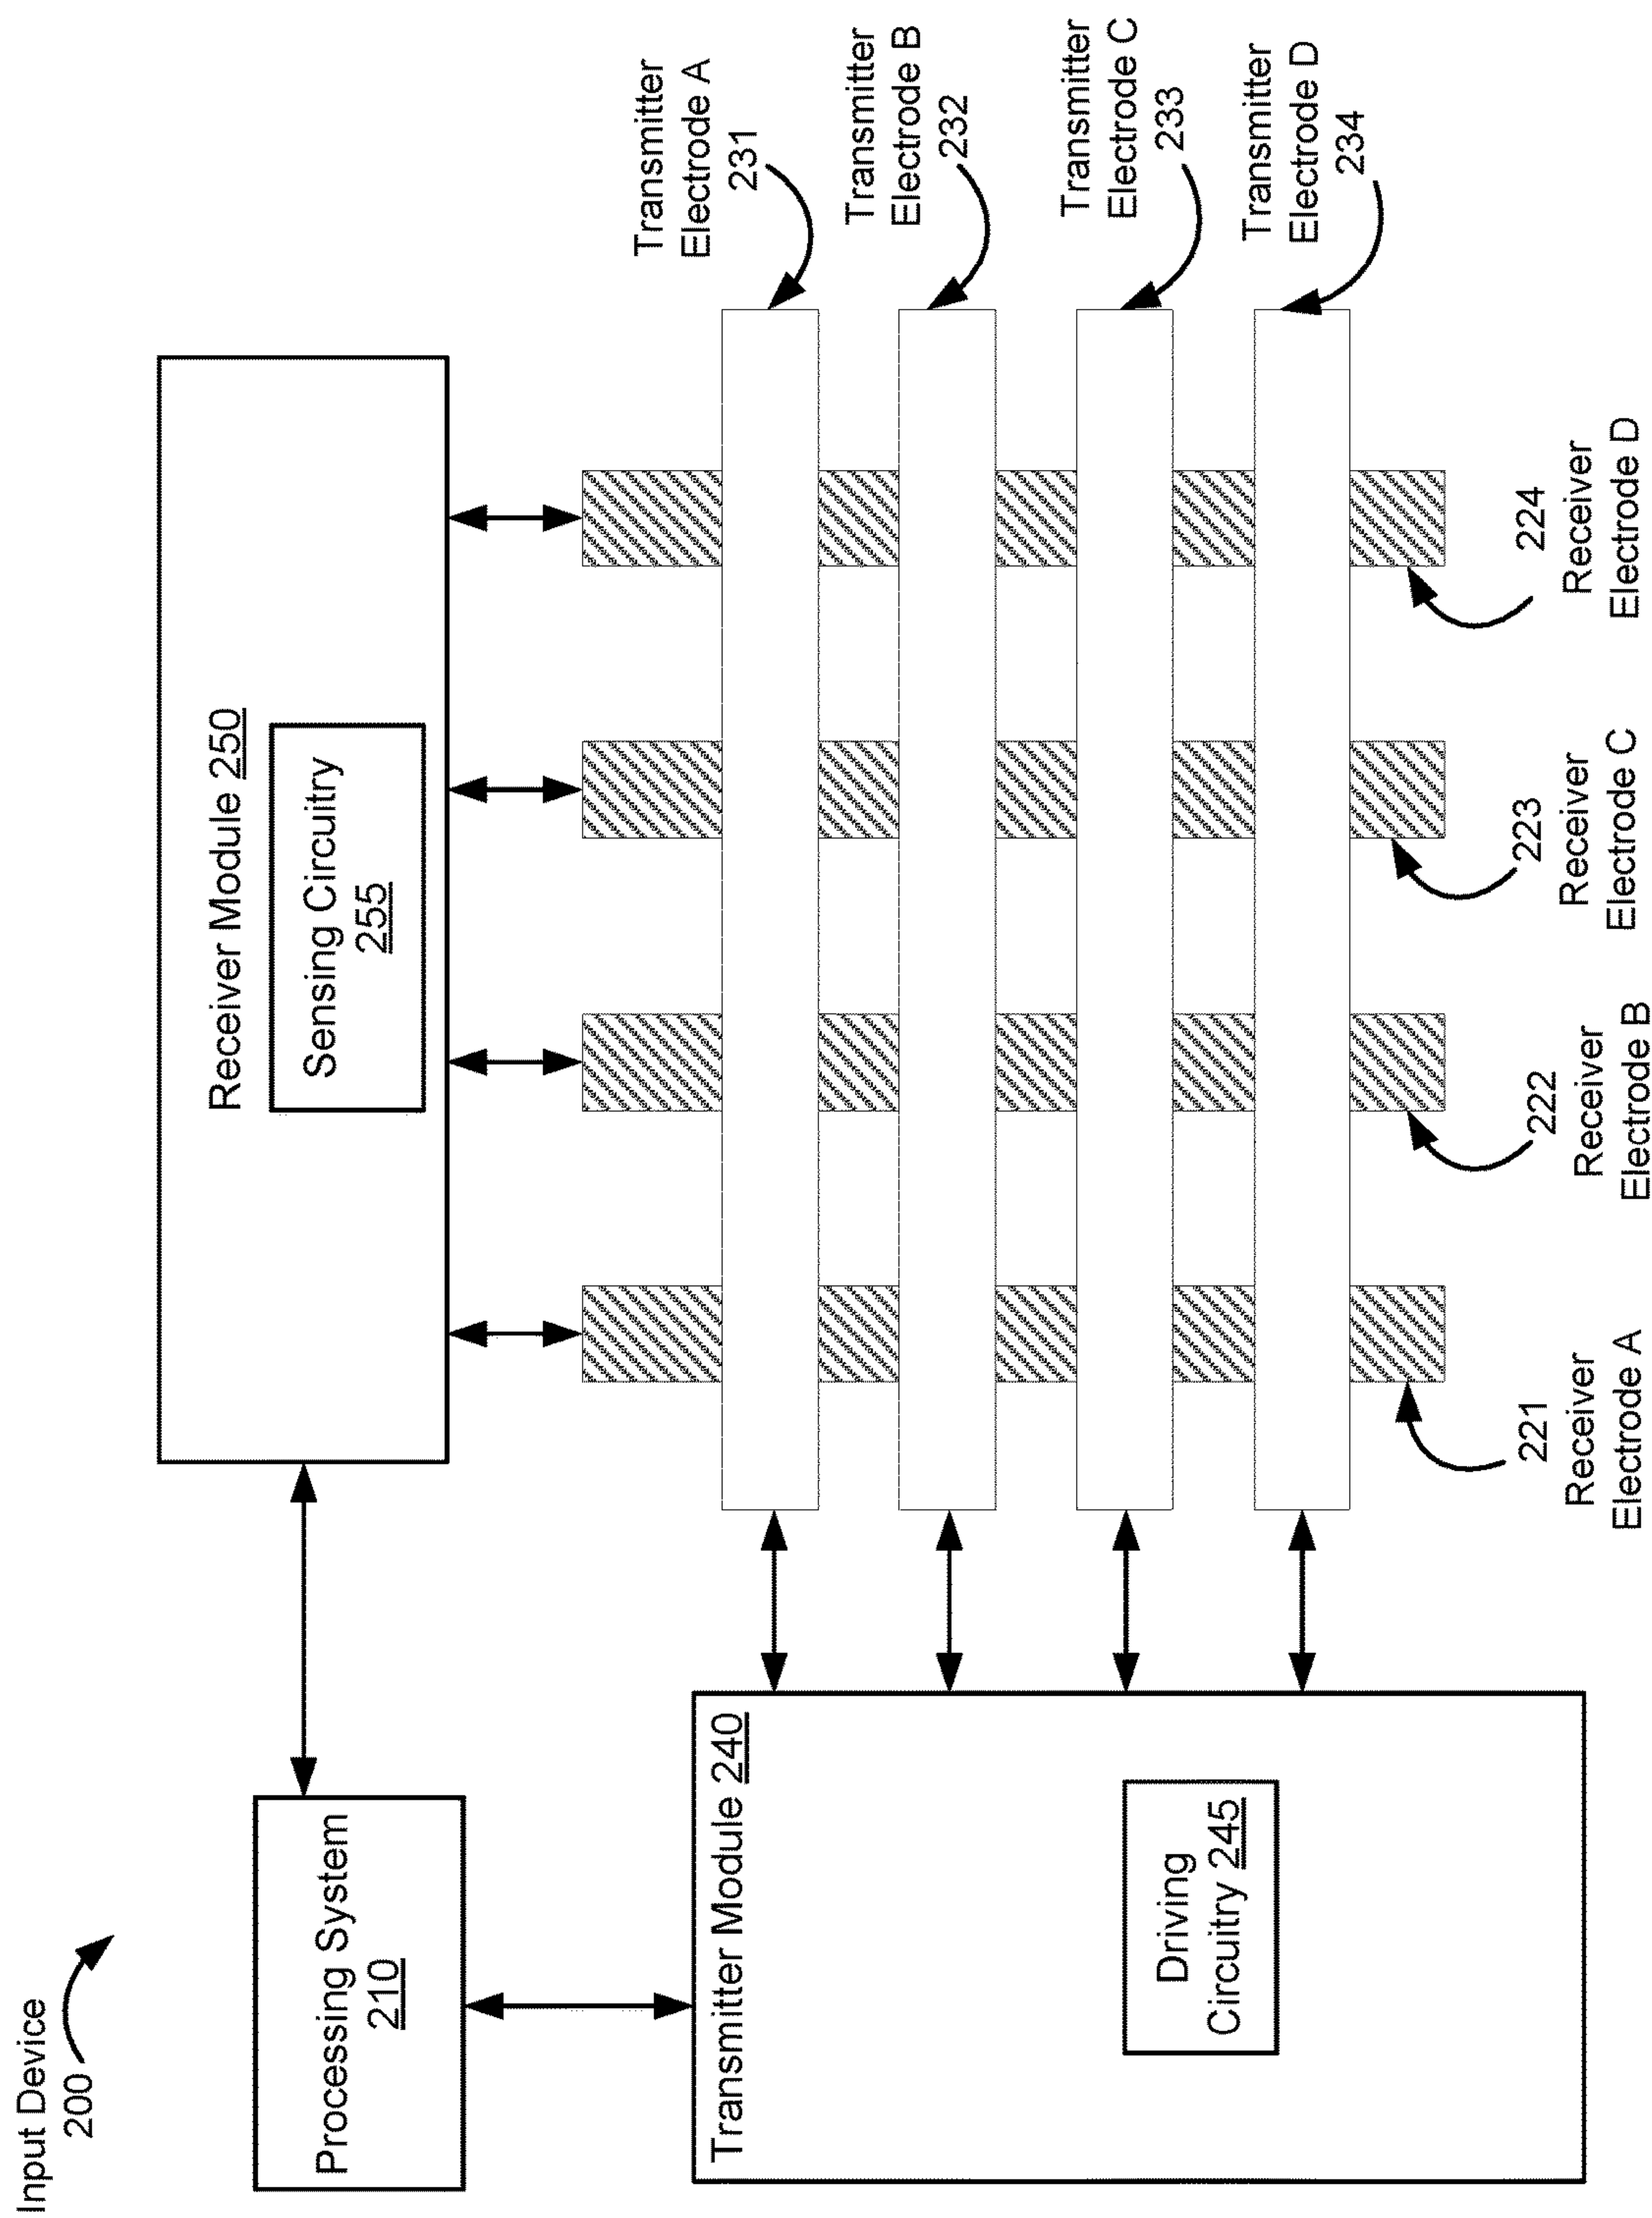 Input Device
200
Processing System
210
Receiver Module 250
Sensing Circuitry
255
Transmitter Module 240
Driving
Circuitry 245
Transmitter
Electrode A
231
Transmitter
Electrode B
232
Transmitter
Electrode C
233
Transmitter
Electrode D
234
221
Receiver
Electrode A
222
Receiver
Electrode B
223
Receiver
Electrode C
224
Receiver
Electrode D